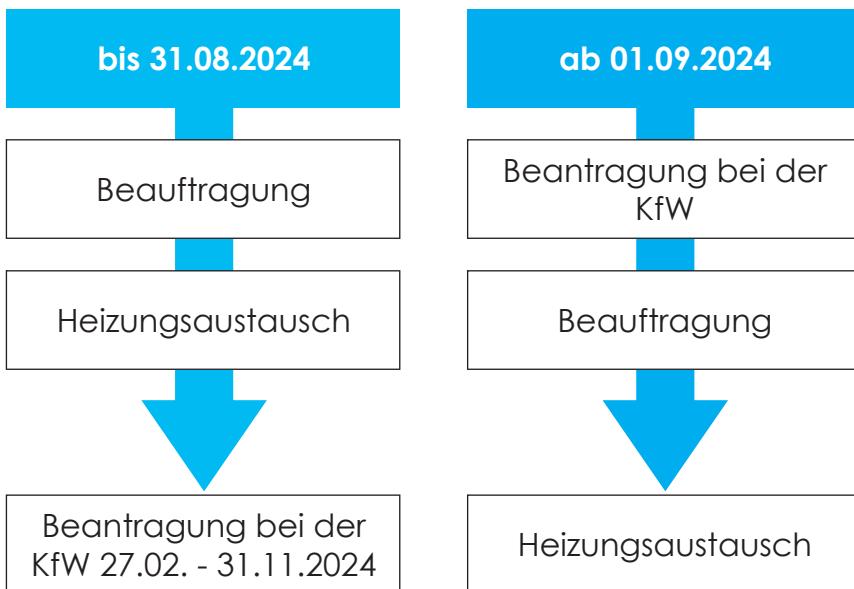 bis 31.08.2024
Beauftragung
Heizungsaustausch
Beantragung bei der
KfW 27.02. - 31.11.2024
ab 01.09.2024
Beantragung bei der
KfW
Beauftragung
Heizungsaustausch